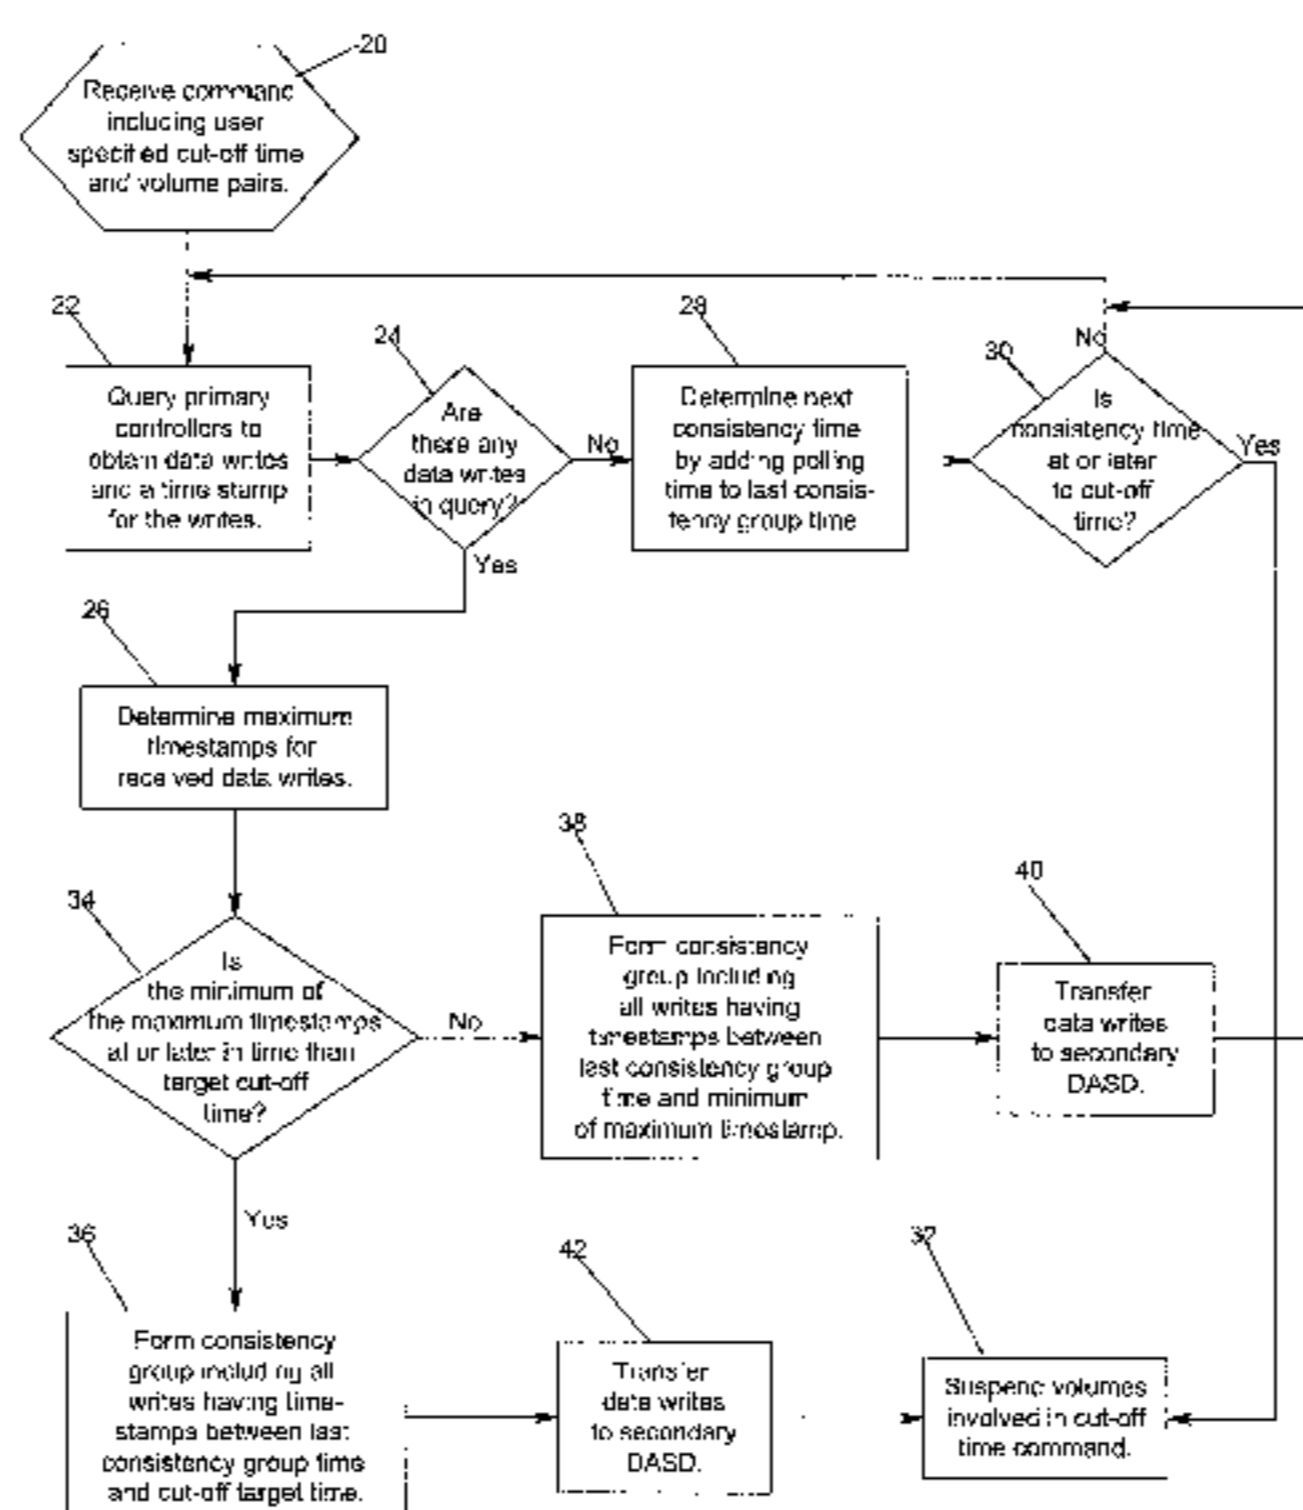 20
Receive command
including user
specified cut-off time
and volume pairs.
22
Query primary
controllers to
obtain data writes
and a time stamp
for the writes.
24
Are
there any
data writes
in query?
No
Yes
28
Determine next
consistency time
by adding polling
time to last consis-
tency group time
30
No
Is
consistency time
at or later
to cut-off
time?
Yes
26
Determine maximum
timestamps for
received data writes.
34
Is
the minimum of
the maximum timestamps
at or later in time than
target cut-off
time?
No
Yes
38
Form consistency
group including
all writes having
timestamps between
last consistency group
time and minimum
of maximum timestamp.
40
Transfer
data writes
to secondary
DASD.
36
Form consistency
group including all
writes having time-
stamps between last
consistency group time
and cut-off target time.
42
Transfer
data writes
to secondary
DASD.
32
Suspend volumes
involved in cut-off
time command.